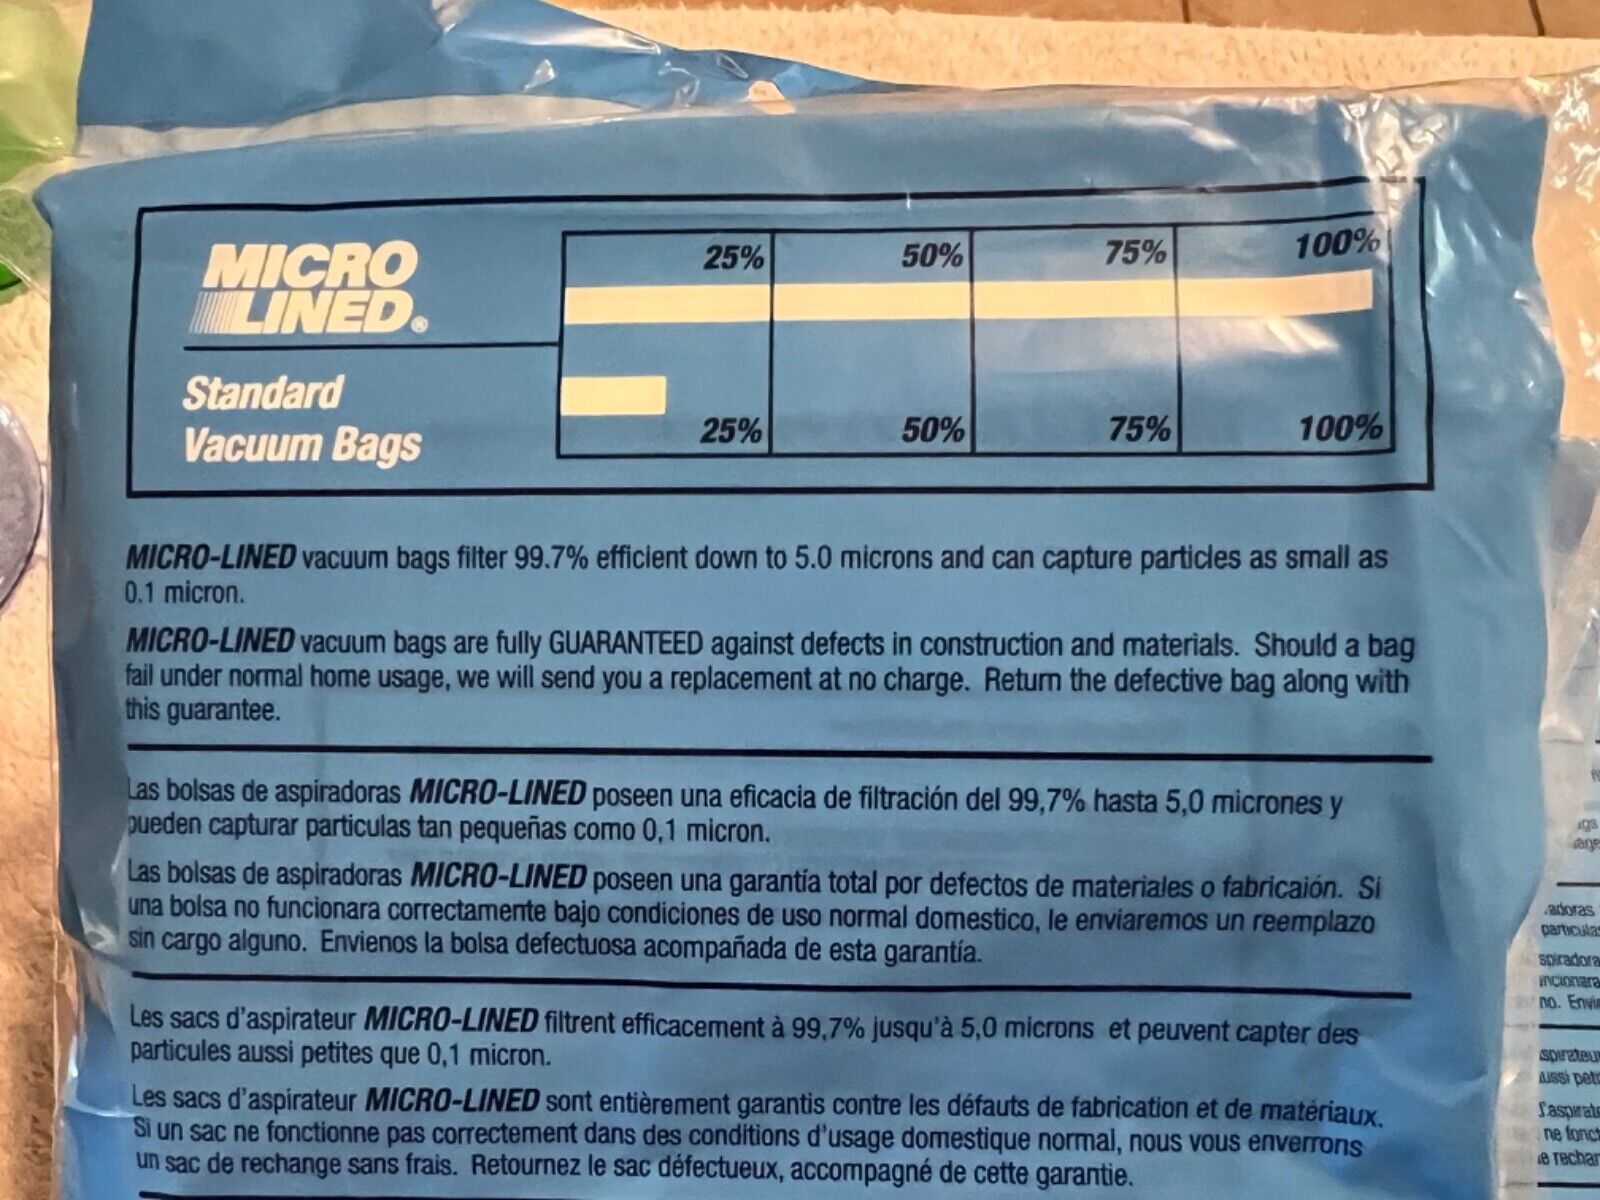 MICRO
LINED®
25% 50% 75% 100%
Standard
Vacuum Bags
25% 50% 75% 100%
MICRO-LINED vacuum bags filter 99.7% efficient down to 5.0 microns and can capture particles as small as
0.1 micron.
MICRO-LINED vacuum bags are fully GUARANTEED against defects in construction and materials. Should a bag
fail under normal home usage, we will send you a replacement at no charge. Return the defective bag along with
this guarantee.
Las bolsas de aspiradoras MICRO-LINED poseen una eficacia de filtración del 99,7% hasta 5,0 micrones y
pueden capturar particulas tan pequeñas como 0,1 micron.
Las bolsas de aspiradoras MICRO-LINED poseen una garantía total por defectos de materiales o fabricaión. Si
una bolsa no funcionara correctamente bajo condiciones de uso normal domestico, le enviaremos un reemplazo
sin cargo alguno. Envienos la bolsa defectuosa acompañada de esta garantía.
Les sacs d'aspirateur MICRO-LINED filtrent efficacement à 99,7% jusqu'à 5,0 microns et peuvent capter des
particules aussi petites que 0,1 micron.
Les sacs d'aspirateur MICRO-LINED sont entièrement garantis contre les défauts de fabrication et de matériaux.
Si un sac ne fonctionne pas correctement dans des conditions d'usage domestique normal, nous vous enverrons
un sac de rechange sans frais. Retournez le sac défectueux, accompagné de cette garantie.